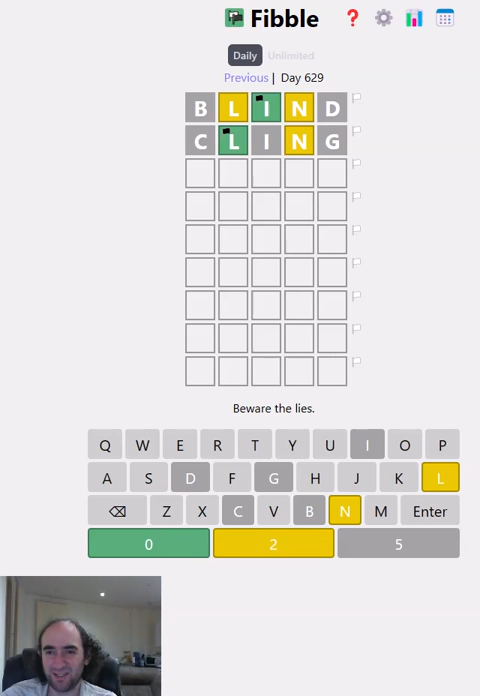 Fibble
Daily Unlimited
Previous | Day 629
B L I N D
C L I N G
Beware the lies.
Q W E R T Y U I O P
A S D F G H J K L
Z X C V B N M Enter
0 2 5